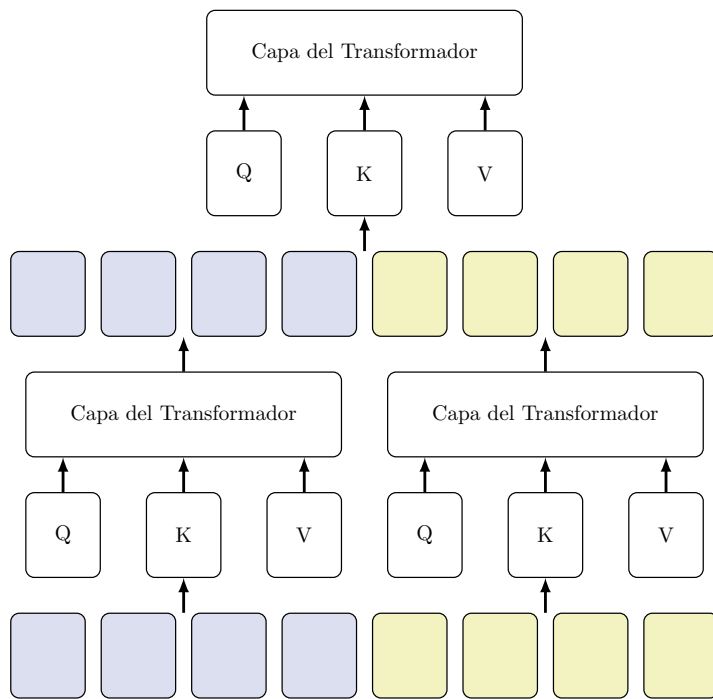 Capa del Transformador
Q K V
Capa del Transformador Capa del Transformador
Q K V Q K V